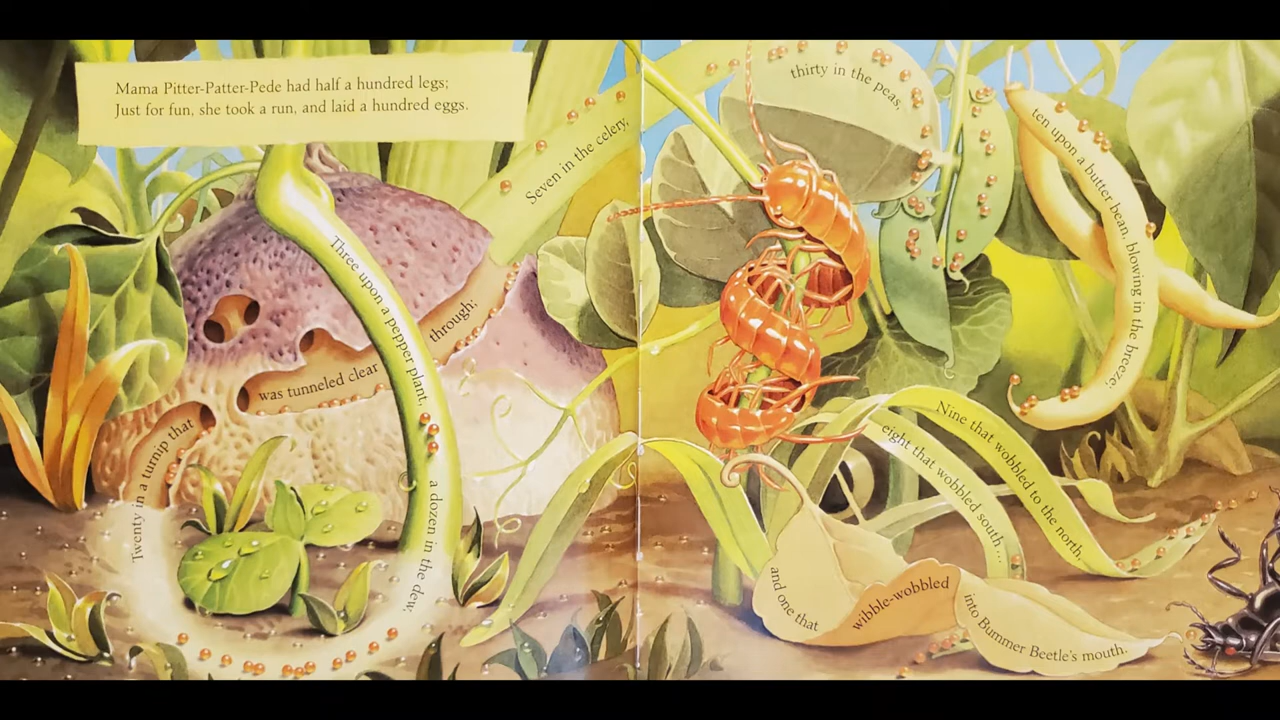 Mama Pitter-Patter-Pede had half a hundred legs;
Just for fun, she took a run, and laid a hundred eggs.
Twenty in a turnip that
was tunneled clear
through;
Three upon a pepper plant,
a dozen in the dew;
Seven in the celery,
thirty in the peas,
ten upon a butter bean, blowing in the breeze;
Nine that wobbled to the north,
eight that wobbled south ...
and one that
wibble-wobbled
into Bummer Beetle's mouth.